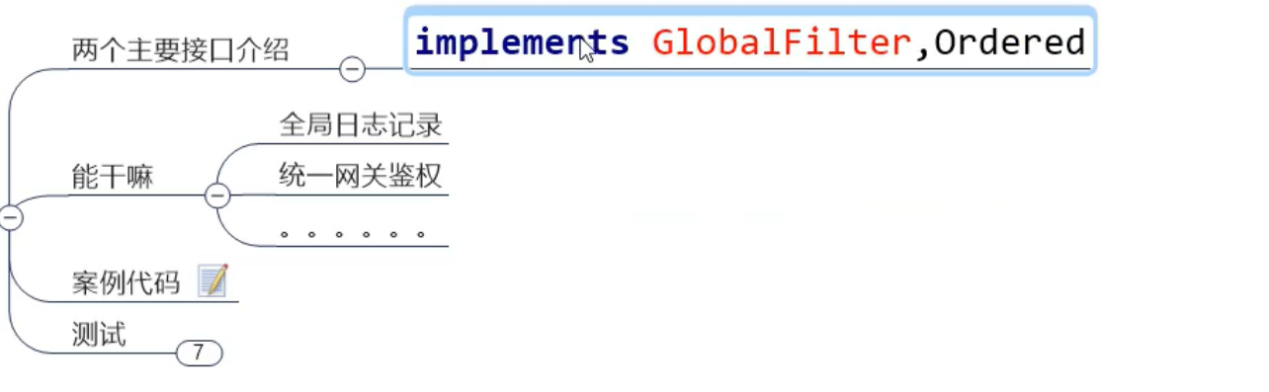 两个主要接口介绍
implements GlobalFilter,Ordered
能干嘛
全局日志记录
统一网关鉴权
。。。。。。
案例代码
测试
7